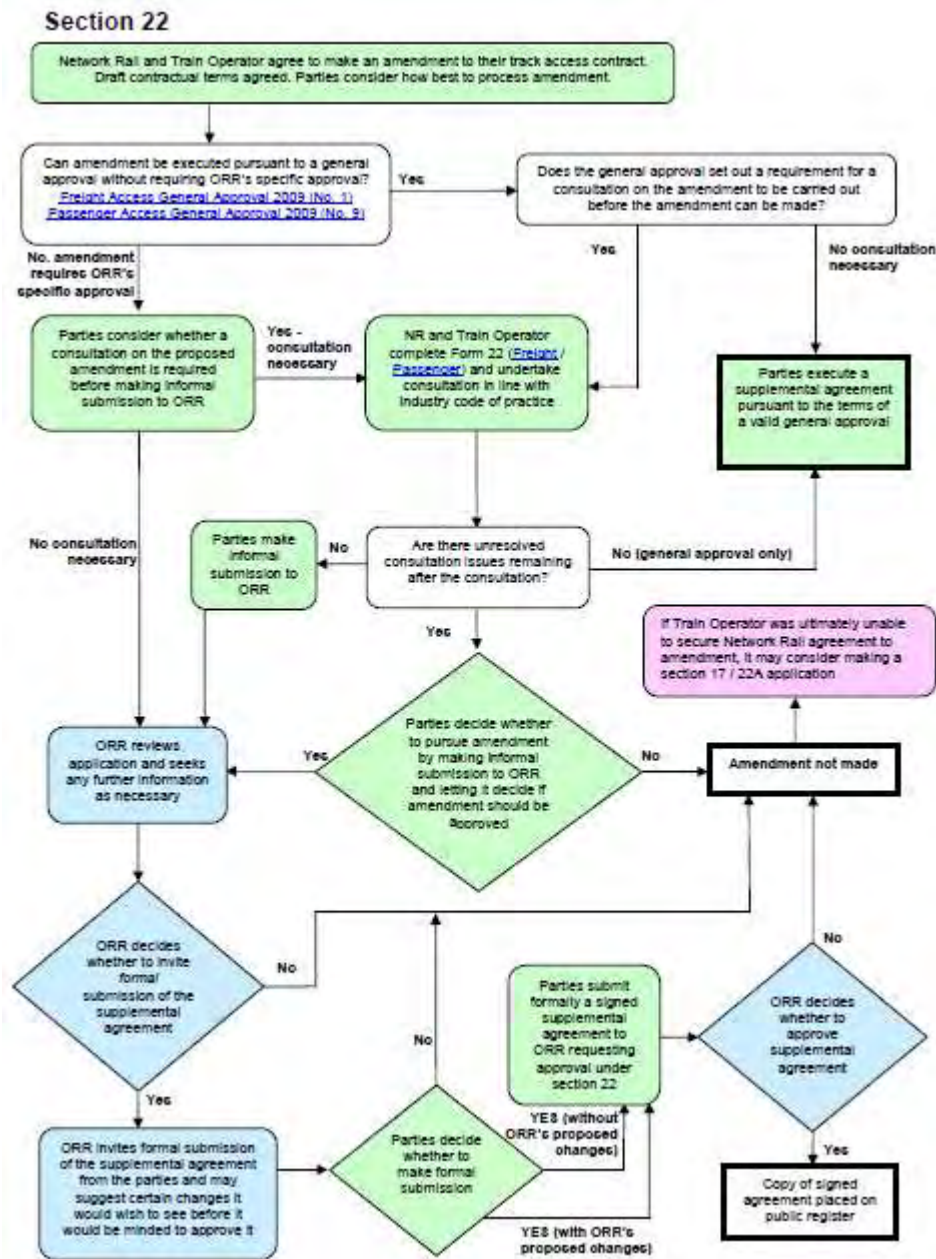 Section 22
Network Rail and Train Operator agree to make an amendment to their track access contract.
Draft contractual terms agreed. Parties consider how best to process amendment.
Can amendment be executed pursuant to a general
approval without requiring ORR's specific approval?
Freight Access General Approval 2009 (No. 1)
Passenger Access General Approval 2009 (No. 9)
Yes
Does the general approval set out a requirement for a
consultation on the amendment to be carried out
before the amendment can be made?
No. amendment
requires ORR's
specific approval
Yes
No consultation
necessary
Parties consider whether a
consultation on the proposed
amendment is required
before making informal
submission to ORR
Yes -
consultation
necessary
NR and Train Operator
complete Form 22 (Freight /
Passenger) and undertake
consultation in line with
industry code of practice
Parties execute a
supplemental agreement
pursuant to the terms of
a valid general approval
No consultation
necessary
Parties make
informal
submission to
ORR
No
Are there unresolved
consultation issues remaining
after the consultation?
No (general approval only)
Yes
If Train Operator was ultimately unable
to secure Network Rail agreement to
amendment, it may consider making a
section 17 / 22A application
ORR reviews
application and seeks
any further information
as necessary
Yes
Parties decide whether
to pursue amendment
by making informal
submission to ORR
and letting it decide if
amendment should be
approved
No
Amendment not made
ORR decides
whether to invite
formal
submission of the
supplemental
agreement
No
No
Parties submit
formally a signed
supplemental
agreement to
ORR requesting
approval under
section 22
No
ORR decides
whether to
approve
supplemental
agreement
Yes
ORR invites formal submission
of the supplemental agreement
from the parties and may
suggest certain changes it
would wish to see before it
would be minded to approve it
Parties decide
whether to
make formal
submission
YES (without
ORR's proposed
changes)
YES (with ORR's
proposed changes)
Yes
Copy of signed
agreement placed on
public register